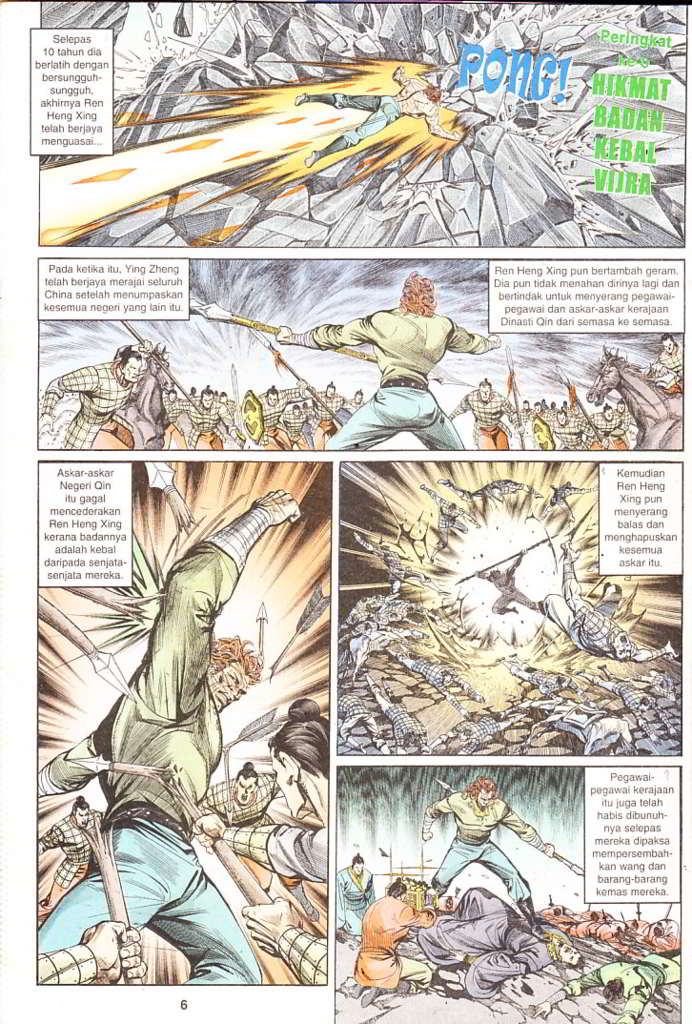 Selepas
10 tahun dia
berlatih dengan
bersungguh-
sungguh,
akhirnya Ren
Heng Xing
telah berjaya
menguasai...
PONG!
Peringkat
ke-9
HIKMAT
BADAN
KEBAL
VIJRA
Pada ketika itu, Ying Zheng
telah berjaya merajai seluruh
China setelah menumpaskan
kesemua negeri yang lain itu.
Ren Heng Xing pun bertambah geram.
Dia pun tidak menahan dirinya lagi dan
bertindak untuk menyerang pegawai-
pegawai dan askar-askar kerajaan
Dinasti Qin dari semasa ke semasa.
Askar-askar
Negeri Qin
itu gagal
mencederakan
Ren Heng Xing
kerana badannya
adalah kebal
daripada senjata-
senjata mereka.
Kemudian
Ren Heng
Xing pun
menyerang
balas dan
menghapuskan
kesemua
askar itu.
Pegawai-
pegawai kerajaan
itu juga telah
habis dibunuh-
nya selepas
mereka dipaksa
mempersembah-
kan wang dan
barang-barang
kemas mereka.
6